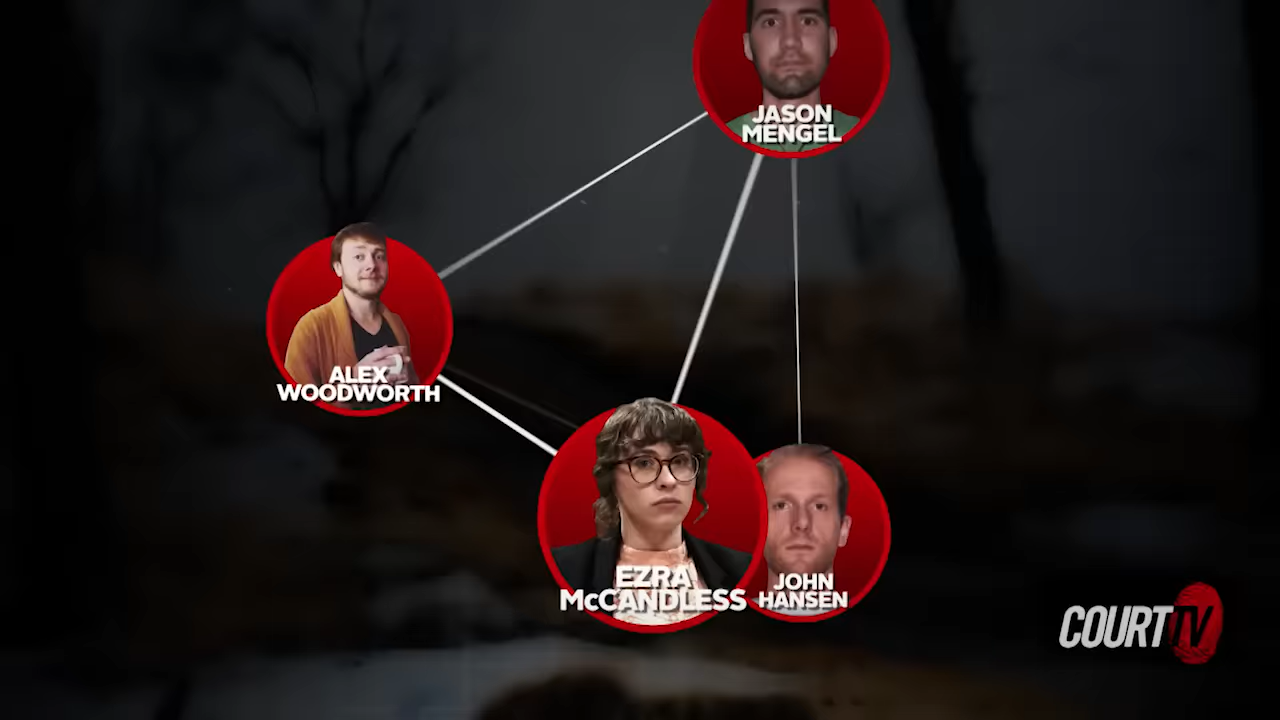 JASON
MENGEL
ALEX
WOODWORTH
EZRA
McCANDLESS
JOHN
HANSEN
COURT TV